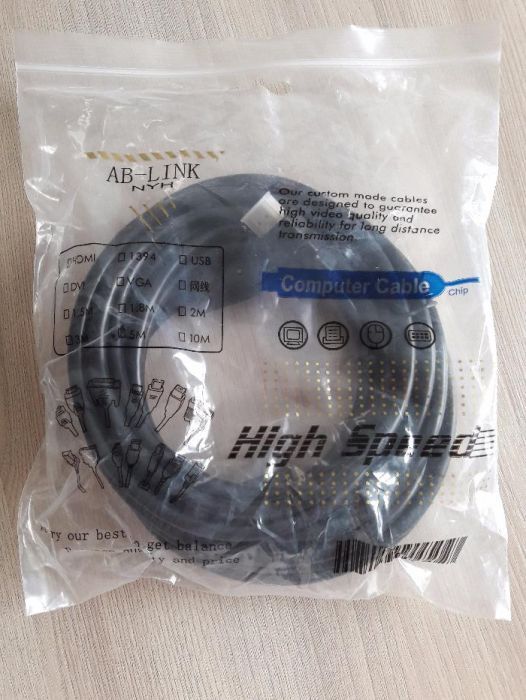 AB-LINK
NYH
Our custom made cables
are designed to guarantee
high video quality and
reliability for long distance
transmission.
HDMI 1394 USB
DVI VGA 网线
1.5M 1.8M 2M
3M 5M 10M
Computer Cable
Chip
High Speed
our best
get balance
and price